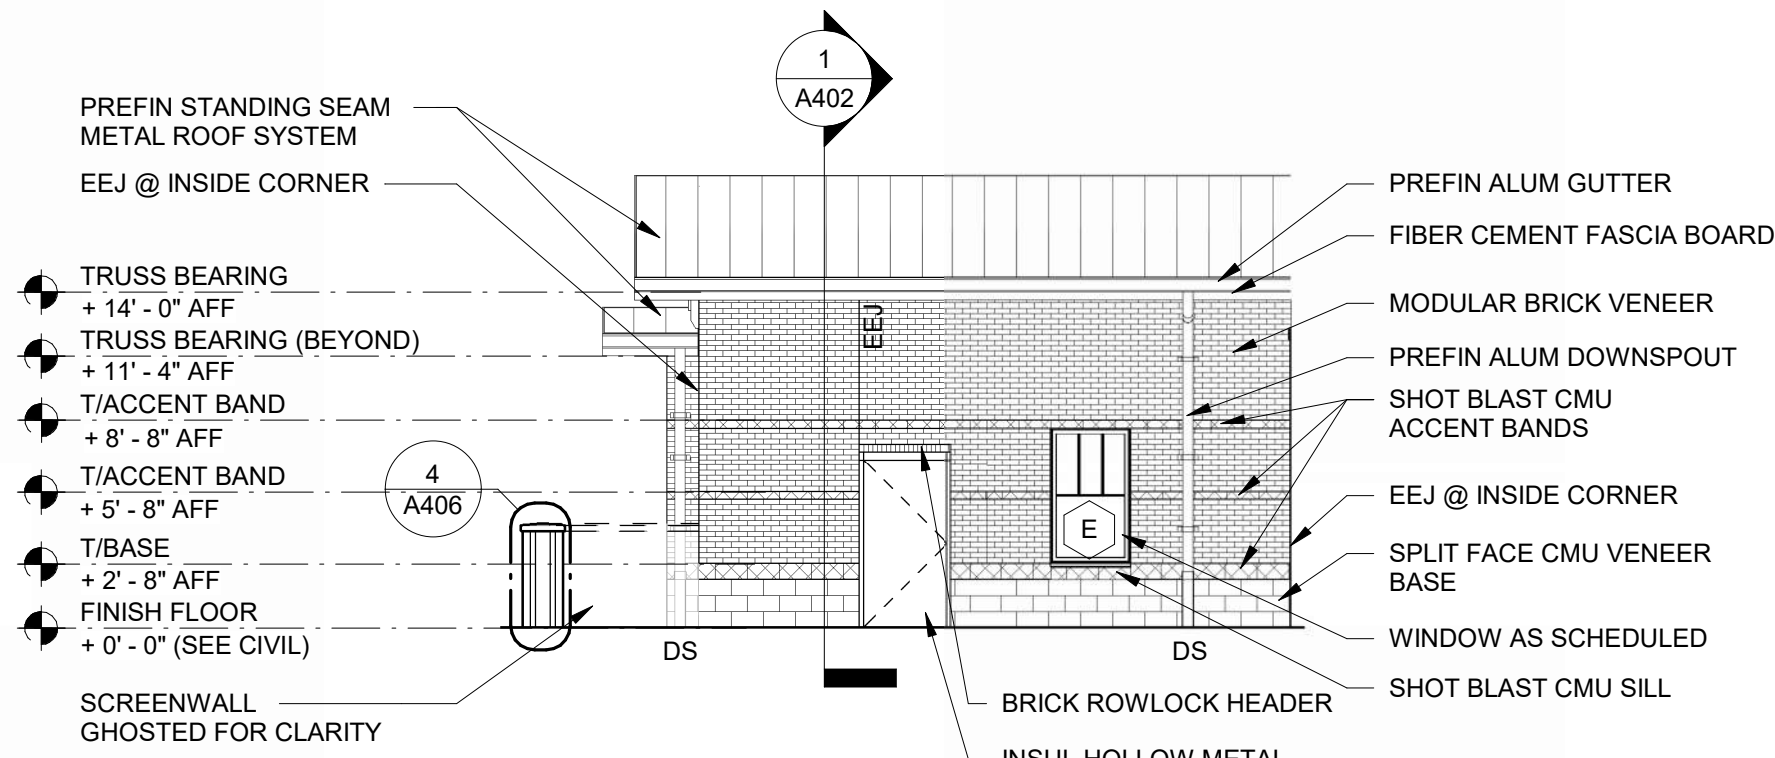 1
A402
PREFIN STANDING SEAM
METAL ROOF SYSTEM
EEJ @ INSIDE CORNER
TRUSS BEARING
+ 14' - 0" AFF
TRUSS BEARING (BEYOND)
+ 11' - 4" AFF
T/ACCENT BAND
+ 8' - 8" AFF
T/ACCENT BAND
+ 5' - 8" AFF
T/BASE
+ 2' - 8" AFF
FINISH FLOOR
+ 0' - 0" (SEE CIVIL)
SCREENWALL
GHOSTED FOR CLARITY
4
A406
EEJ
E
DS
DS
PREFIN ALUM GUTTER
FIBER CEMENT FASCIA BOARD
MODULAR BRICK VENEER
PREFIN ALUM DOWNSPOUT
SHOT BLAST CMU
ACCENT BANDS
EEJ @ INSIDE CORNER
SPLIT FACE CMU VENEER
BASE
WINDOW AS SCHEDULED
SHOT BLAST CMU SILL
BRICK ROWLOCK HEADER
INSUL HOLLOW METAL